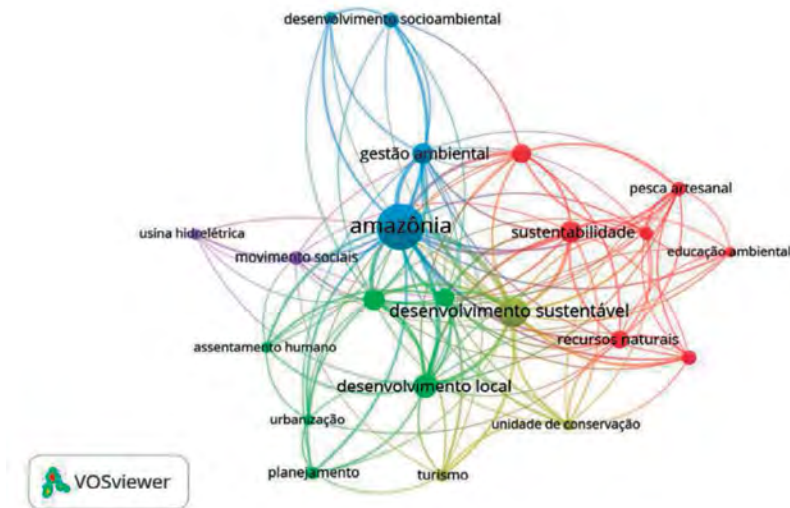 desenvolvimento socioambiental
gestão ambiental
pesca artesanal
amazônia
usina hidrelétrica
sustentabilidade
movimento sociais
educação ambiental
desenvolvimento sustentável
assentamento humano
recursos naturais
desenvolvimento local
urbanização
unidade de conservação
planejamento
turismo
VOSviewer